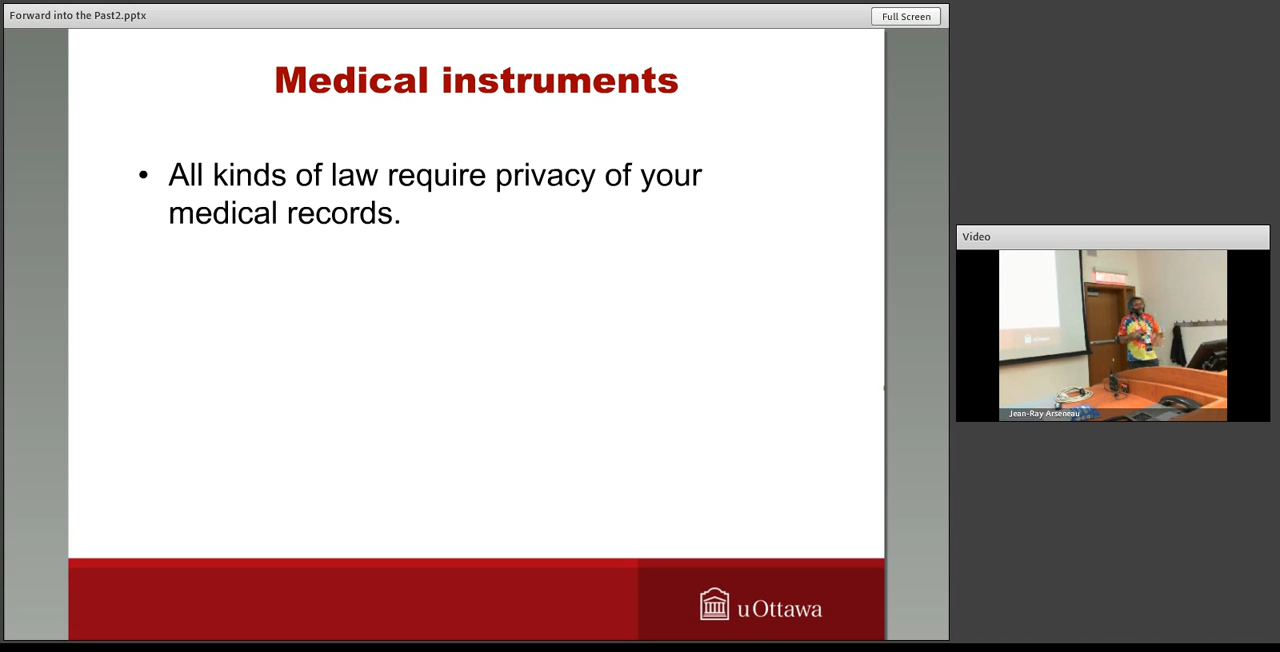 Forward into the Past2.pptx
Full Screen
Medical instruments
• All kinds of law require privacy of your
medical records.
Video
Jean-Ray Arseneau
uOttawa